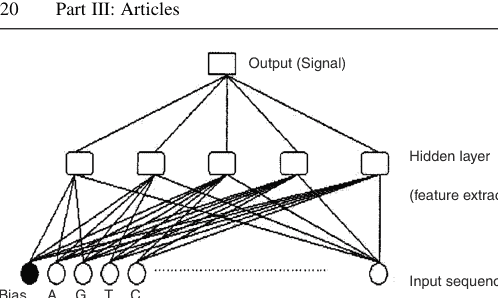 20 Part III: Articles
Output (Signal)
Hidden layer
(feature extrac
Input sequenc
Bias A G T C